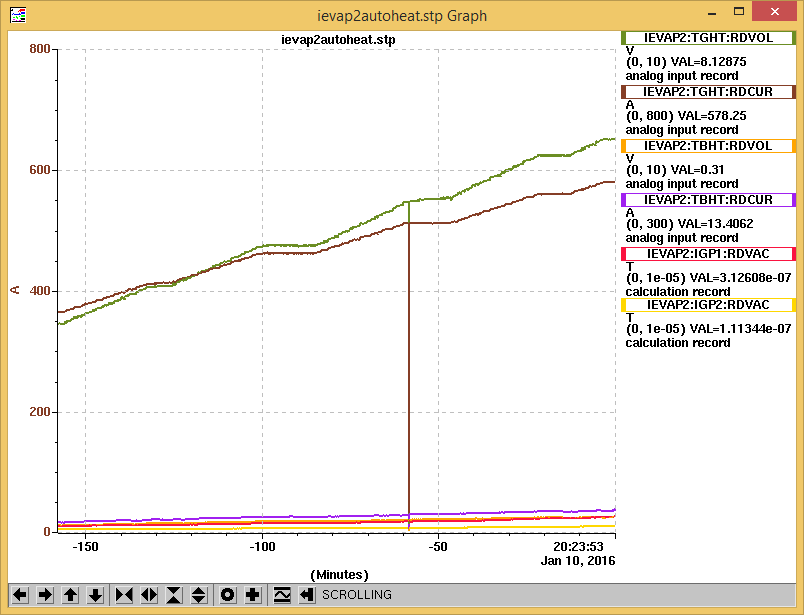 ievap2autoheat.stp Graph
ievap2autoheat.stp
800
600
400
200
0
A
-150
-100
-50
20:23:53
Jan 10, 2016
(Minutes)
IEVAP2:TGHT:RDVOL
V
(0, 10) VAL=8.12875
analog input record
IEVAP2:TGHT:RDCUR
A
(0, 800) VAL=578.25
analog input record
IEVAP2:TBHT:RDVOL
V
(0, 10) VAL=0.31
analog input record
IEVAP2:TBHT:RDCUR
A
(0, 300) VAL=13.4062
analog input record
IEVAP2:IGP1:RDVAC
T
(0, 1e-05) VAL=3.12608e-07
calculation record
IEVAP2:IGP2:RDVAC
T
(0, 1e-05) VAL=1.11344e-07
calculation record
SCROLLING